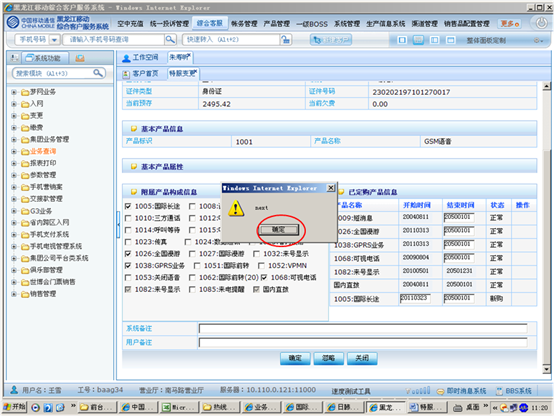 黑龙江移动综合客户服务系统 - Windows Internet Explorer
中国移动通信 黑龙江移动 空中充值 统一投诉管理 综合客服 账务管理 产品管理 一级BOSS 系统管理 生产信息系统 渠道管理 销售品配置管理 更多
CHINA MOBILE 综合客户服务系统
手机号码 请输入手机号查询 快速转入 (Alt+2) 整体面板定制
系统功能 工作空间
搜索模块 (Alt+3) 客户首页 特服变更
梦网业务
入网
变更
缴费
集团业务管理
业务查询
报表打印
参数管理
手机营销案
交接款管理
G3业务
省内跨区入网
手机支付系统
手机电视管理系统
集团公司平台类系统
俱乐部管理
世博会门票销售
销售管理
证件类型 身份证 证件号码 230202197101270017
当前预存 2495.42 当前欠费 0.00
基本产品信息
产品标识 1001 产品名称 GSM语音
基本产品属性
附属产品构成信息
1005:国际长途 1008:
1010:三方通话 1012:
1014:呼叫等待 1015:
1023:传真 1024:数据
1026:全国漫游 1027:国际漫游 1032:来号显示
1038:GPRS业务 1051:国际前转 1052:VPMN
1053:关闭语音 1062:国际前转(20) 1068:可视电话
1082:来号显示 1085:来电提醒 国内直拨
Windows Internet Explorer
next
确定
已定购产品信息
产品名称 开始时间 结束时间 状态 操作
1009:短消息 20040811 20500101 正常
1026:全国漫游 20110313 20500101 正常
1038:GPRS业务 20110313 20500101 正常
1068:可视电话 20090804 20500101 正常
1082:来号显示 20100501 20501231 正常
国内直拨 20040811 20500101 正常
1005:国际长途 20110323 20500101 新购
系统备注
用户备注
确定 忽略 关闭
用户名：王雪 工号：baag34 营业厅：南马路营业厅 服务器：10.110.0.121:11000 速度测试工具 即时消息系统 BBS系统
开始 前台... 中国... Micr... 热线... 业务... 国际... 日肺... 黑龙... 特服... 桌面 11:20